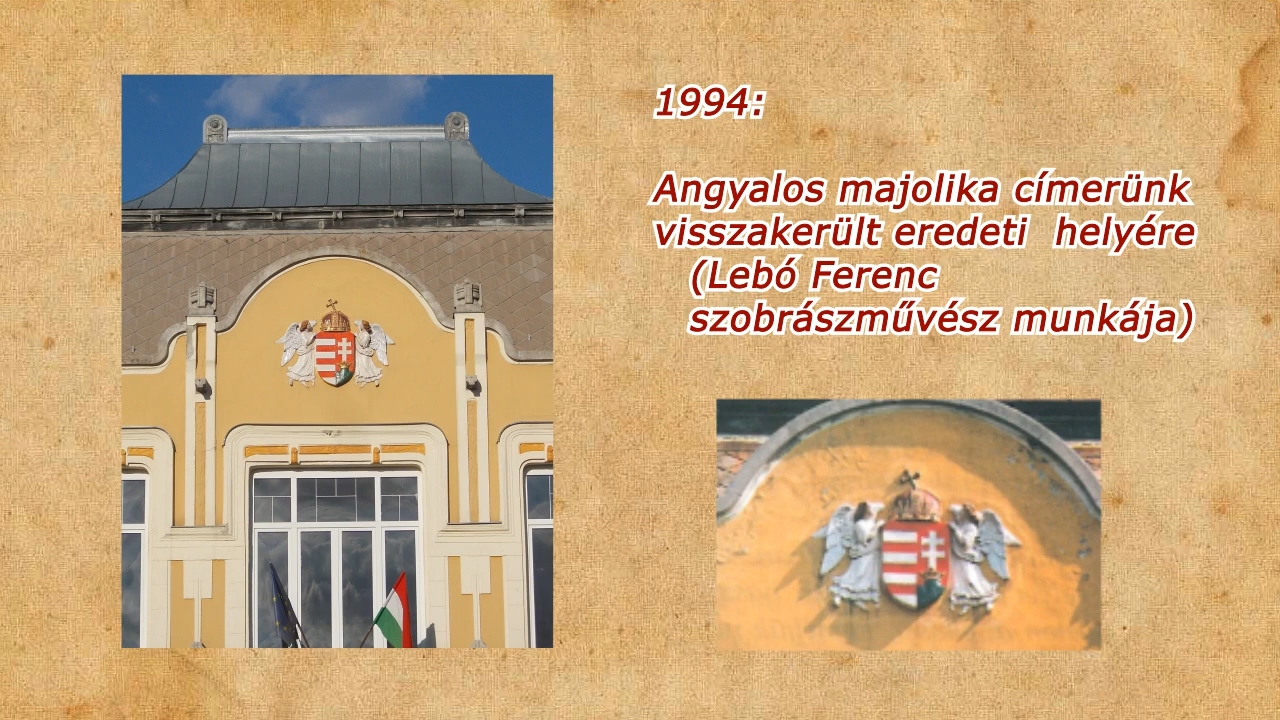 1994:
Angyalos majolika címerünk
visszakerült eredeti helyére
(Lebó Ferenc
szobrászművész munkája)